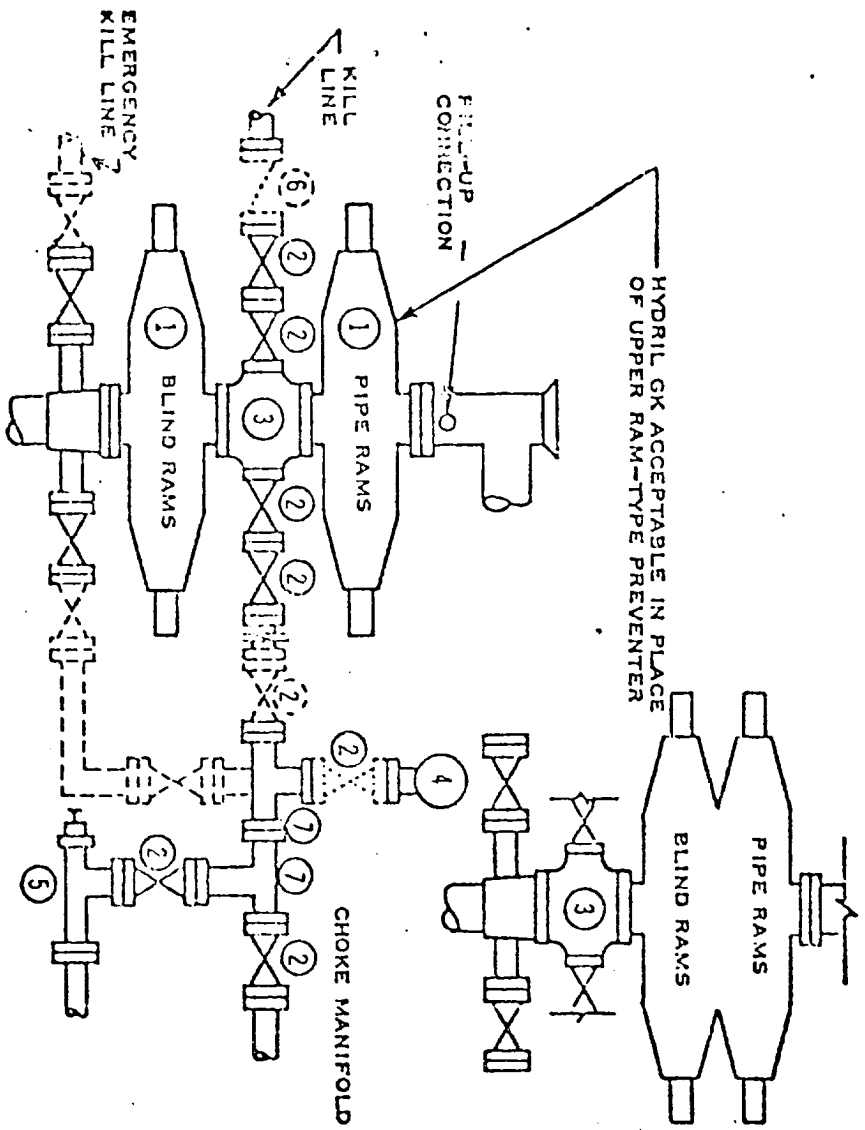 EMERGENCY
KILL LINE
KILL
LINE
FILL-UP
CONNECTION
HYDRIL GK ACCEPTABLE IN PLACE
OF UPPER RAM-TYPE PREVENTER
6
2
2
1
PIPE RAMS
3
1
BLIND RAMS
2
2
2
2
4
7
7
2
2
5
CHOKE MANIFOLD
PIPE RAMS
BLIND RAMS
3